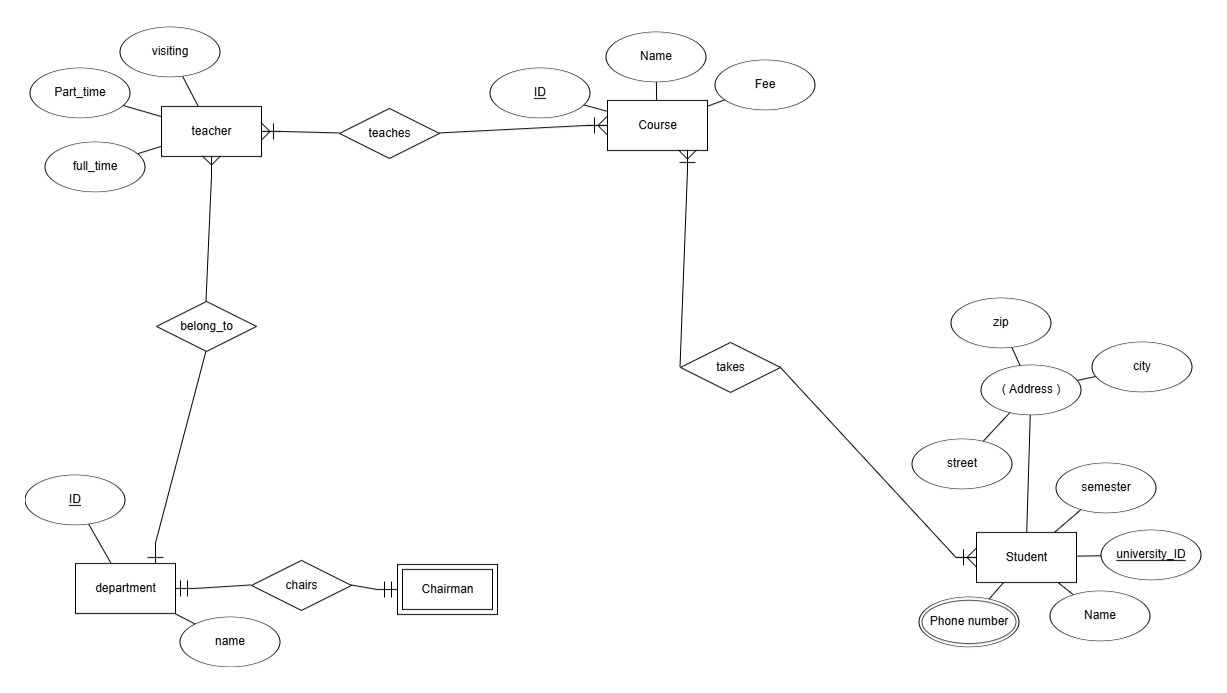 visiting
Part_time
teacher
full_time
teaches
ID
Name
Fee
Course
belong_to
takes
zip
city
( Address )
street
semester
Student
university_ID
Phone number
Name
ID
department
chairs
Chairman
name